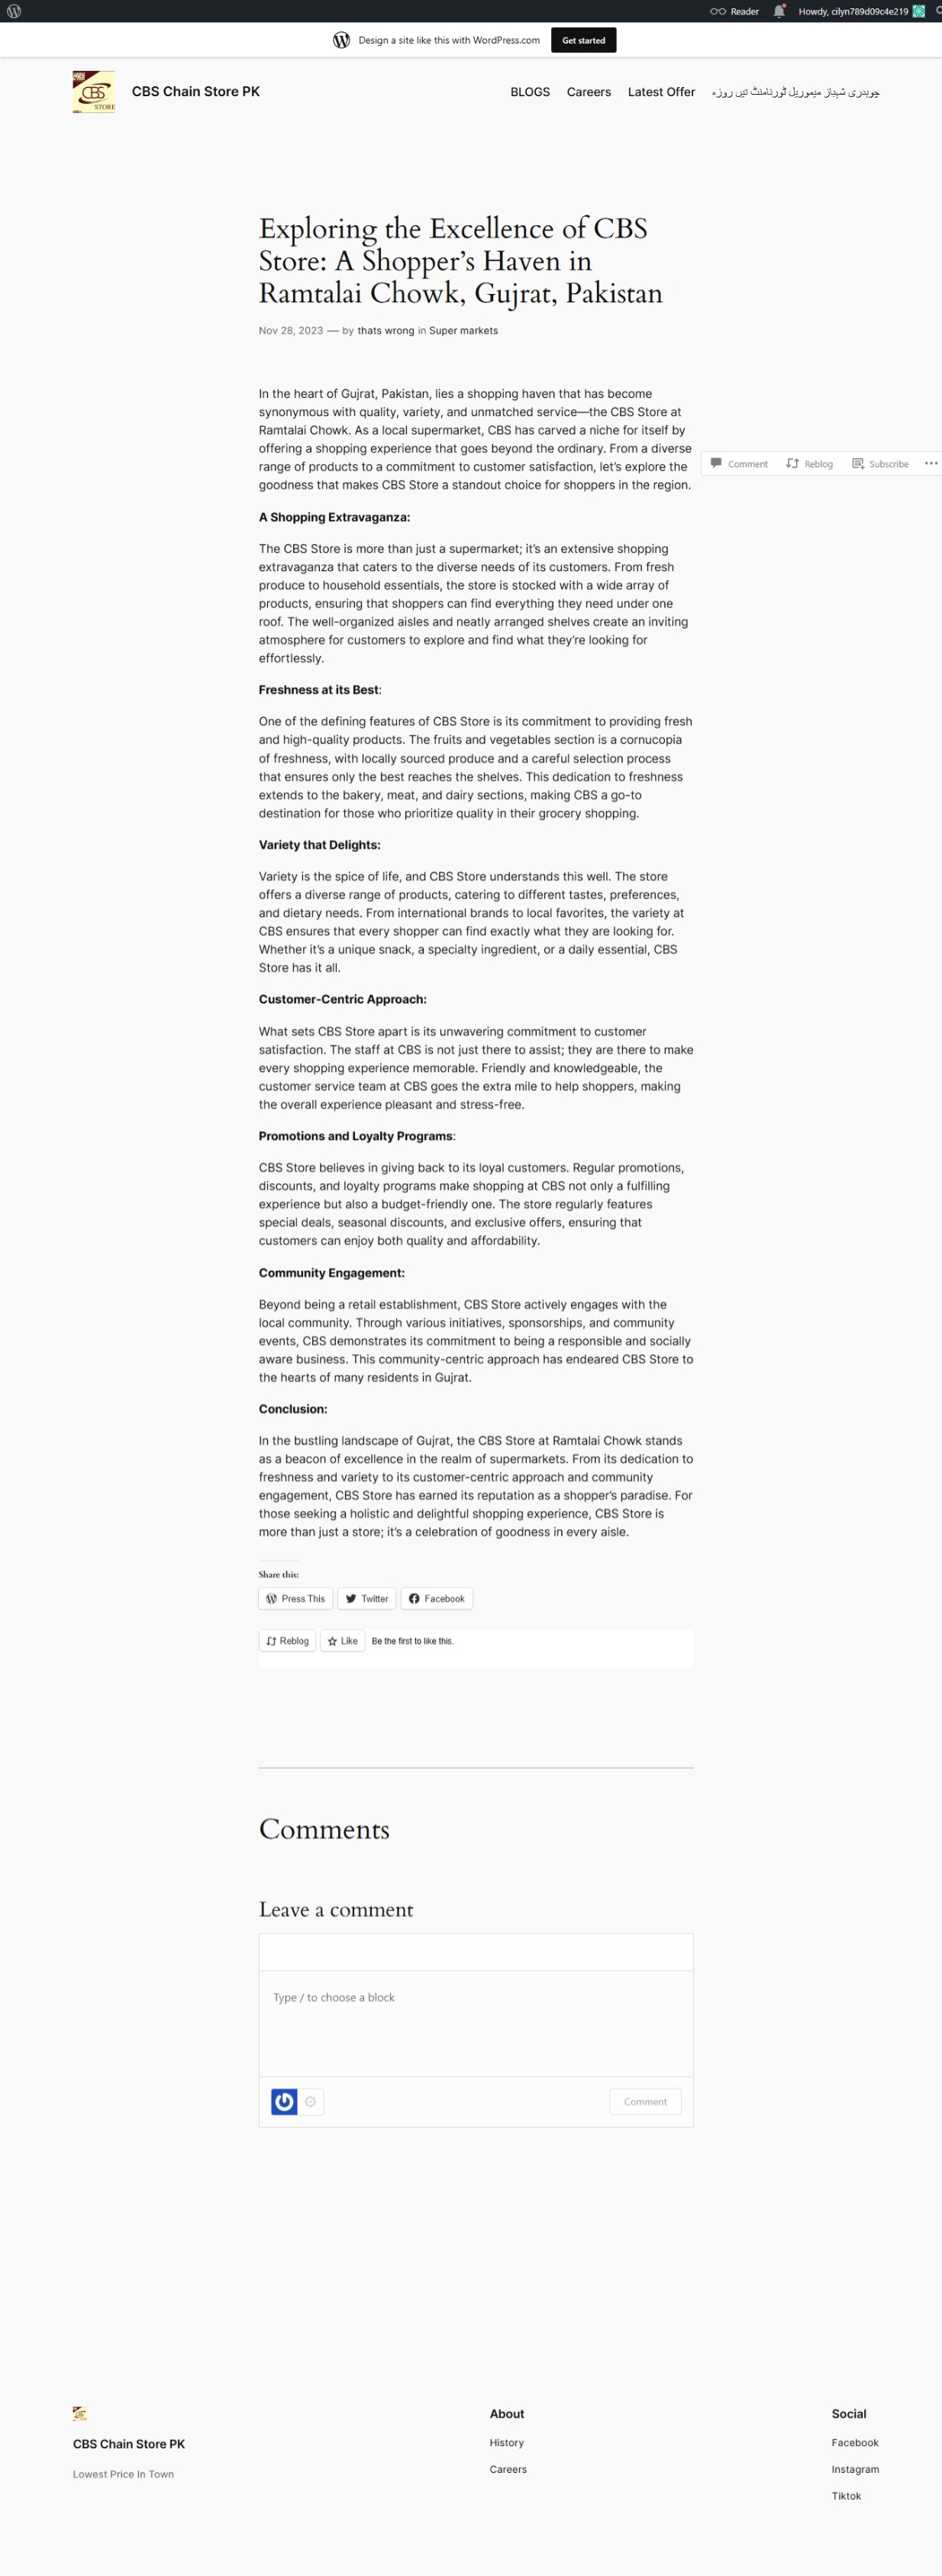 Reader
Howdy, cilyn789d09c4e219
Design a site like this with WordPress.com
Get started
CBS
STORE
CBS Chain Store PK
BLOGS
Careers
Latest Offer
چوہدری شہباز میموریل ٹورنامنٹ تیں روزہ
Exploring the Excellence of CBS
Store: A Shopper’s Haven in
Ramtalai Chowk, Gujrat, Pakistan
Nov 28, 2023 — by thats wrong in Super markets
In the heart of Gujrat, Pakistan, lies a shopping haven that has become
synonymous with quality, variety, and unmatched service—the CBS Store at
Ramtalai Chowk. As a local supermarket, CBS has carved a niche for itself by
offering a shopping experience that goes beyond the ordinary. From a diverse
range of products to a commitment to customer satisfaction, let’s explore the
goodness that makes CBS Store a standout choice for shoppers in the region.
Comment
Reblog
Subscribe
A Shopping Extravaganza:
The CBS Store is more than just a supermarket; it’s an extensive shopping
extravaganza that caters to the diverse needs of its customers. From fresh
produce to household essentials, the store is stocked with a wide array of
products, ensuring that shoppers can find everything they need under one
roof. The well-organized aisles and neatly arranged shelves create an inviting
atmosphere for customers to explore and find what they’re looking for
effortlessly.
Freshness at its Best:
One of the defining features of CBS Store is its commitment to providing fresh
and high-quality products. The fruits and vegetables section is a cornucopia
of freshness, with locally sourced produce and a careful selection process
that ensures only the best reaches the shelves. This dedication to freshness
extends to the bakery, meat, and dairy sections, making CBS a go-to
destination for those who prioritize quality in their grocery shopping.
Variety that Delights:
Variety is the spice of life, and CBS Store understands this well. The store
offers a diverse range of products, catering to different tastes, preferences,
and dietary needs. From international brands to local favorites, the variety at
CBS ensures that every shopper can find exactly what they are looking for.
Whether it’s a unique snack, a specialty ingredient, or a daily essential, CBS
Store has it all.
Customer-Centric Approach:
What sets CBS Store apart is its unwavering commitment to customer
satisfaction. The staff at CBS is not just there to assist; they are there to make
every shopping experience memorable. Friendly and knowledgeable, the
customer service team at CBS goes the extra mile to help shoppers, making
the overall experience pleasant and stress-free.
Promotions and Loyalty Programs:
CBS Store believes in giving back to its loyal customers. Regular promotions,
discounts, and loyalty programs make shopping at CBS not only a fulfilling
experience but also a budget-friendly one. The store regularly features
special deals, seasonal discounts, and exclusive offers, ensuring that
customers can enjoy both quality and affordability.
Community Engagement:
Beyond being a retail establishment, CBS Store actively engages with the
local community. Through various initiatives, sponsorships, and community
events, CBS demonstrates its commitment to being a responsible and socially
aware business. This community-centric approach has endeared CBS Store to
the hearts of many residents in Gujrat.
Conclusion:
In the bustling landscape of Gujrat, the CBS Store at Ramtalai Chowk stands
as a beacon of excellence in the realm of supermarkets. From its dedication to
freshness and variety to its customer-centric approach and community
engagement, CBS Store has earned its reputation as a shopper’s paradise. For
those seeking a holistic and delightful shopping experience, CBS Store is
more than just a store; it’s a celebration of goodness in every aisle.
Share this:
Press This
Twitter
Facebook
Reblog
Like
Be the first to like this.
Comments
Leave a comment
Type / to choose a block
Comment
CBS Chain Store PK
Lowest Price In Town
About
History
Careers
Social
Facebook
Instagram
Tiktok